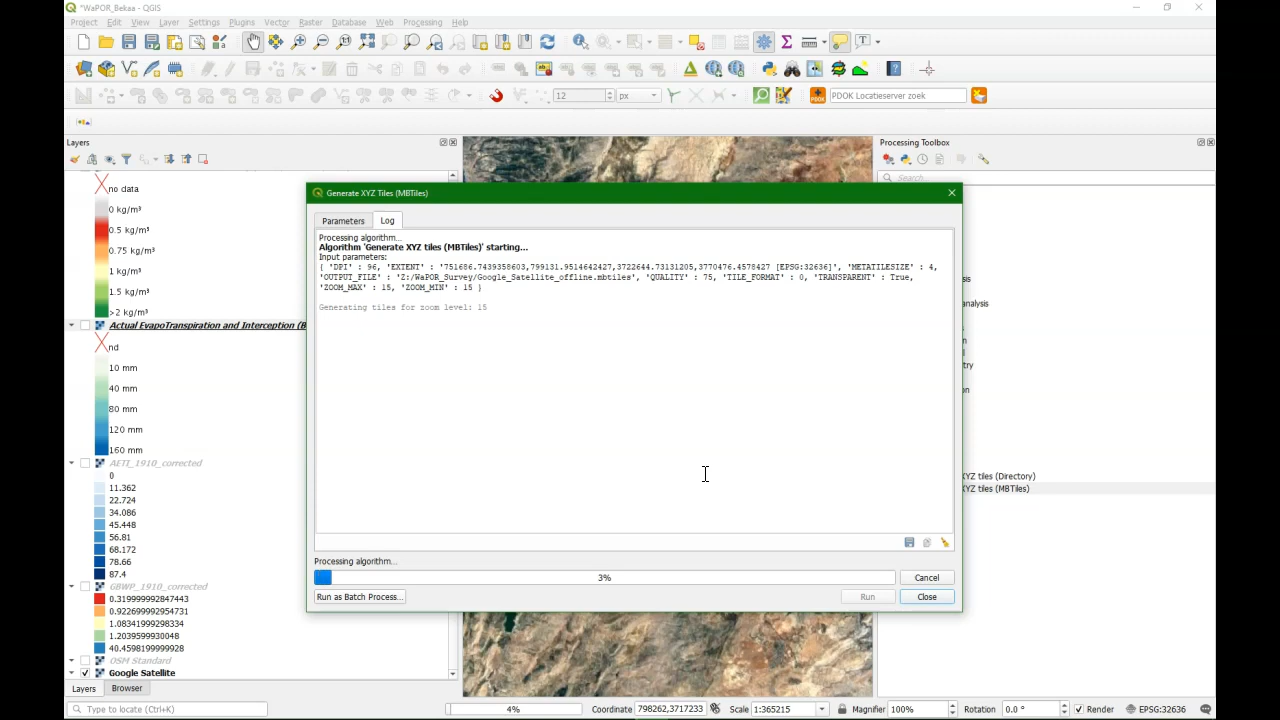 *WaPOR_Bekaa - QGIS
Project Edit View Layer Settings Plugins Vector Raster Database Web Processing Help
12 px PDOK Locatieserver zoek
Layers
Processing Toolbox
Search...
no data
0 kg/m³
0.5 kg/m³
0.75 kg/m³
1 kg/m³
1.5 kg/m³
>2 kg/m³
Actual EvapoTranspiration and Interception (B
nd
10 mm
40 mm
80 mm
120 mm
160 mm
AETI_1910_corrected
0
11.362
22.724
34.086
45.448
56.81
68.172
78.66
87.4
GBWP_1910_corrected
0.319999992847443
0.922699992954731
1.08341999298334
1.2039599930048
40.4598199999928
OSM Standard
Google Satellite
Layers Browser
Generate XYZ Tiles (MBTiles)
Parameters Log
Processing algorithm...
Algorithm 'Generate XYZ tiles (MBTiles)' starting...
Input parameters:
{ 'DPI' : 96, 'EXTENT' : '751686.7439358603,799131.9514642427,3722644.73131205,3770476.4578427 [EPSG:32636]', 'METATILESIZE' : 4,
'OUTPUT_FILE' : 'Z:/WaPOR_Survey/Google_Satellite_offline.mbtiles', 'QUALITY' : 75, 'TILE_FORMAT' : 0, 'TRANSPARENT' : True,
'ZOOM_MAX' : 15, 'ZOOM_MIN' : 15 }
Generating tiles for zoom level: 15
Processing algorithm...
3% Cancel
Run as Batch Process... Run Close
sis
analysis
n
l
try
on
XYZ tiles (Directory)
XYZ tiles (MBTiles)
Type to locate (Ctrl+K) 4% Coordinate 798262,3717233 Scale 1:365215 Magnifier 100% Rotation 0.0 ° Render EPSG:32636